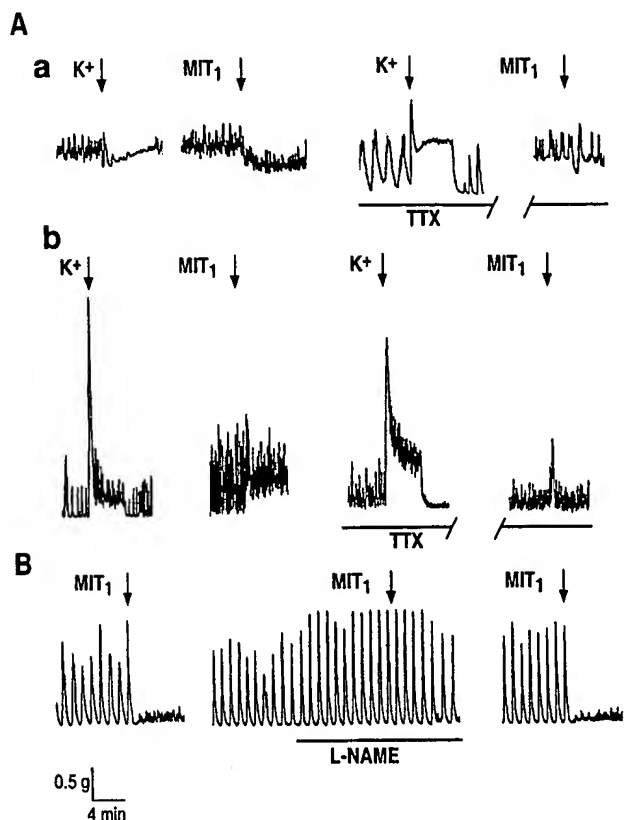 A
a K+ MIT1 K+ MIT1
TTX
b K+ MIT1 K+ MIT1
TTX
B MIT1 MIT1 MIT1
L-NAME
0.5 g
4 min